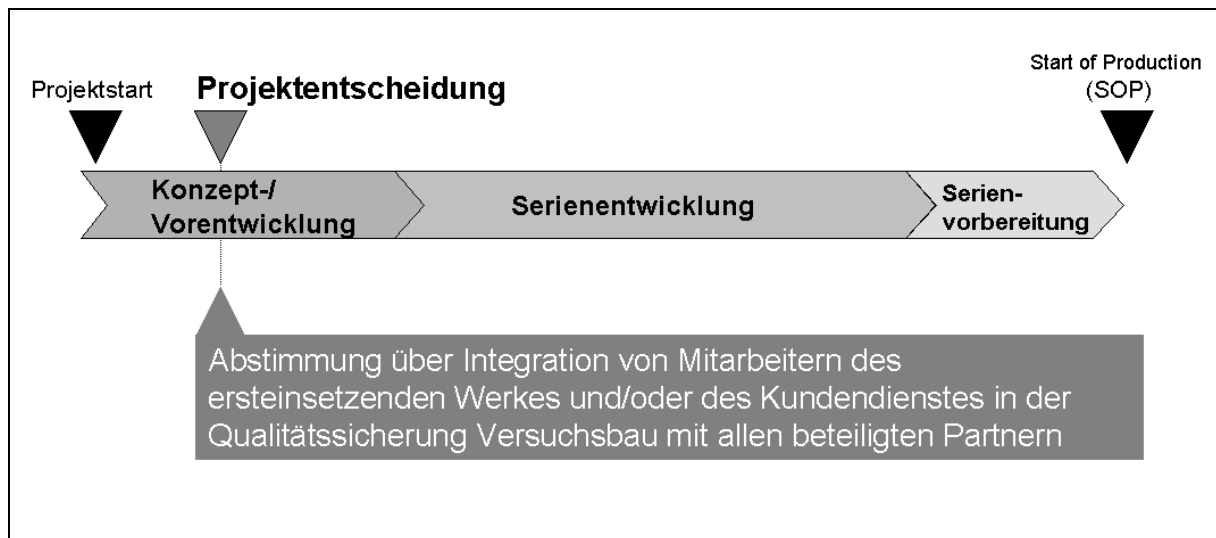 Projektstart
Projektentscheidung
Start of Production
(SOP)
Konzept-/
Vorentwicklung
Serienentwicklung
Serien-
vorbereitung
Abstimmung über Integration von Mitarbeitern des
ersteinsetzenden Werkes und/oder des Kundendienstes in der
Qualitätssicherung Versuchsbau mit allen beteiligten Partnern